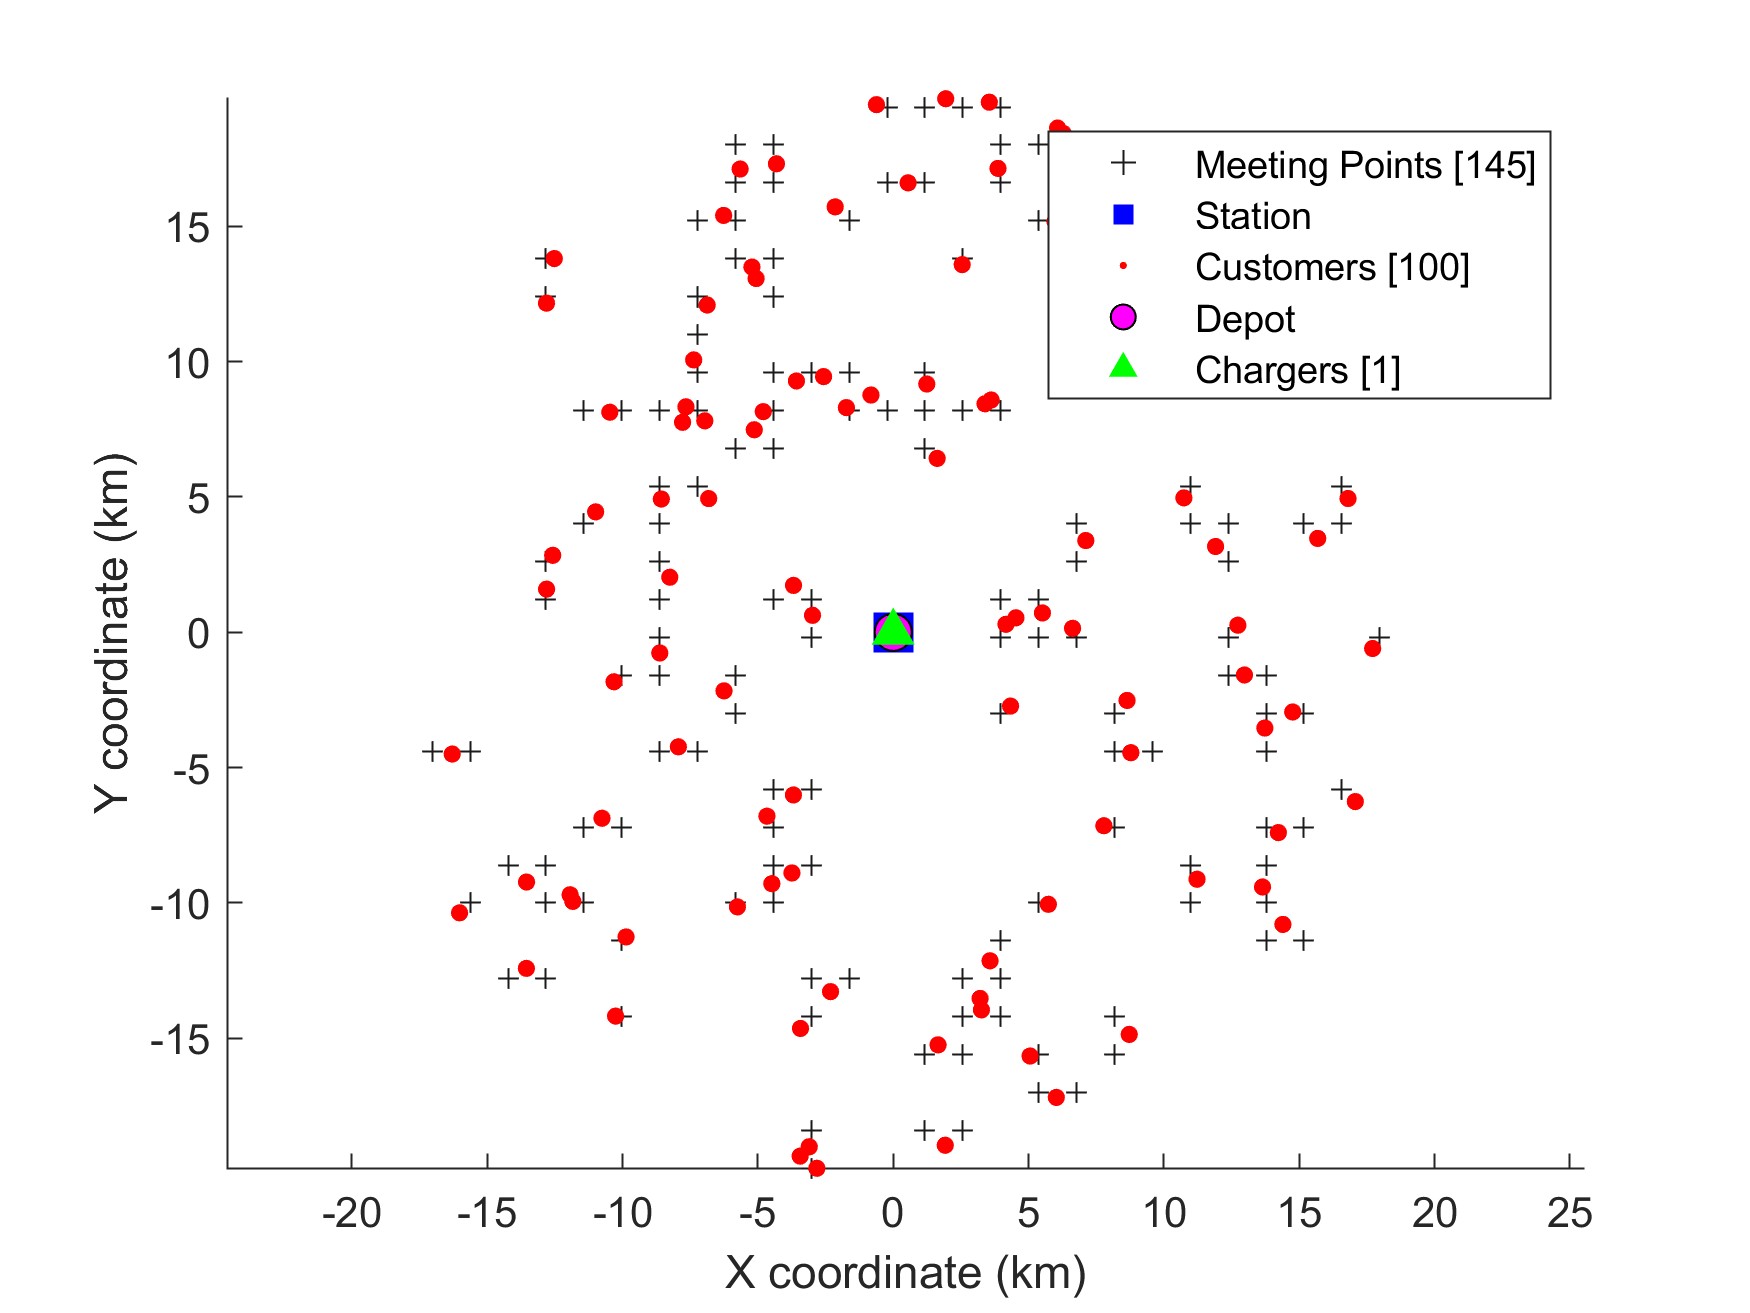 Meeting Points [145]
Station
Customers [100]
Depot
Chargers [1]
15
10
5
0
-5
-10
-15
Y coordinate (km)
-20 -15 -10 -5 0 5 10 15 20 25
X coordinate (km)